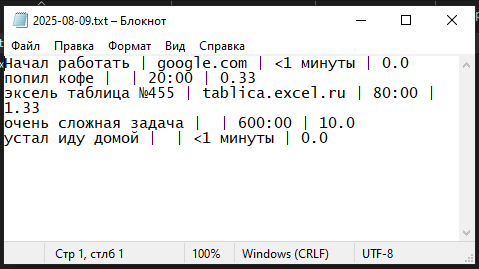 2025-08-09.txt – Блокнот
Файл Правка Формат Вид Справка
Начал работать | google.com | <1 минуты | 0.0
попил кофе |  | 20:00 | 0.33
эксель таблица №455 | tablica.excel.ru | 80:00 |
1.33
очень сложная задача |  | 600:00 | 10.0
устал иду домой |  | <1 минуты | 0.0
Стр 1, стлб 1 100% Windows (CRLF) UTF-8